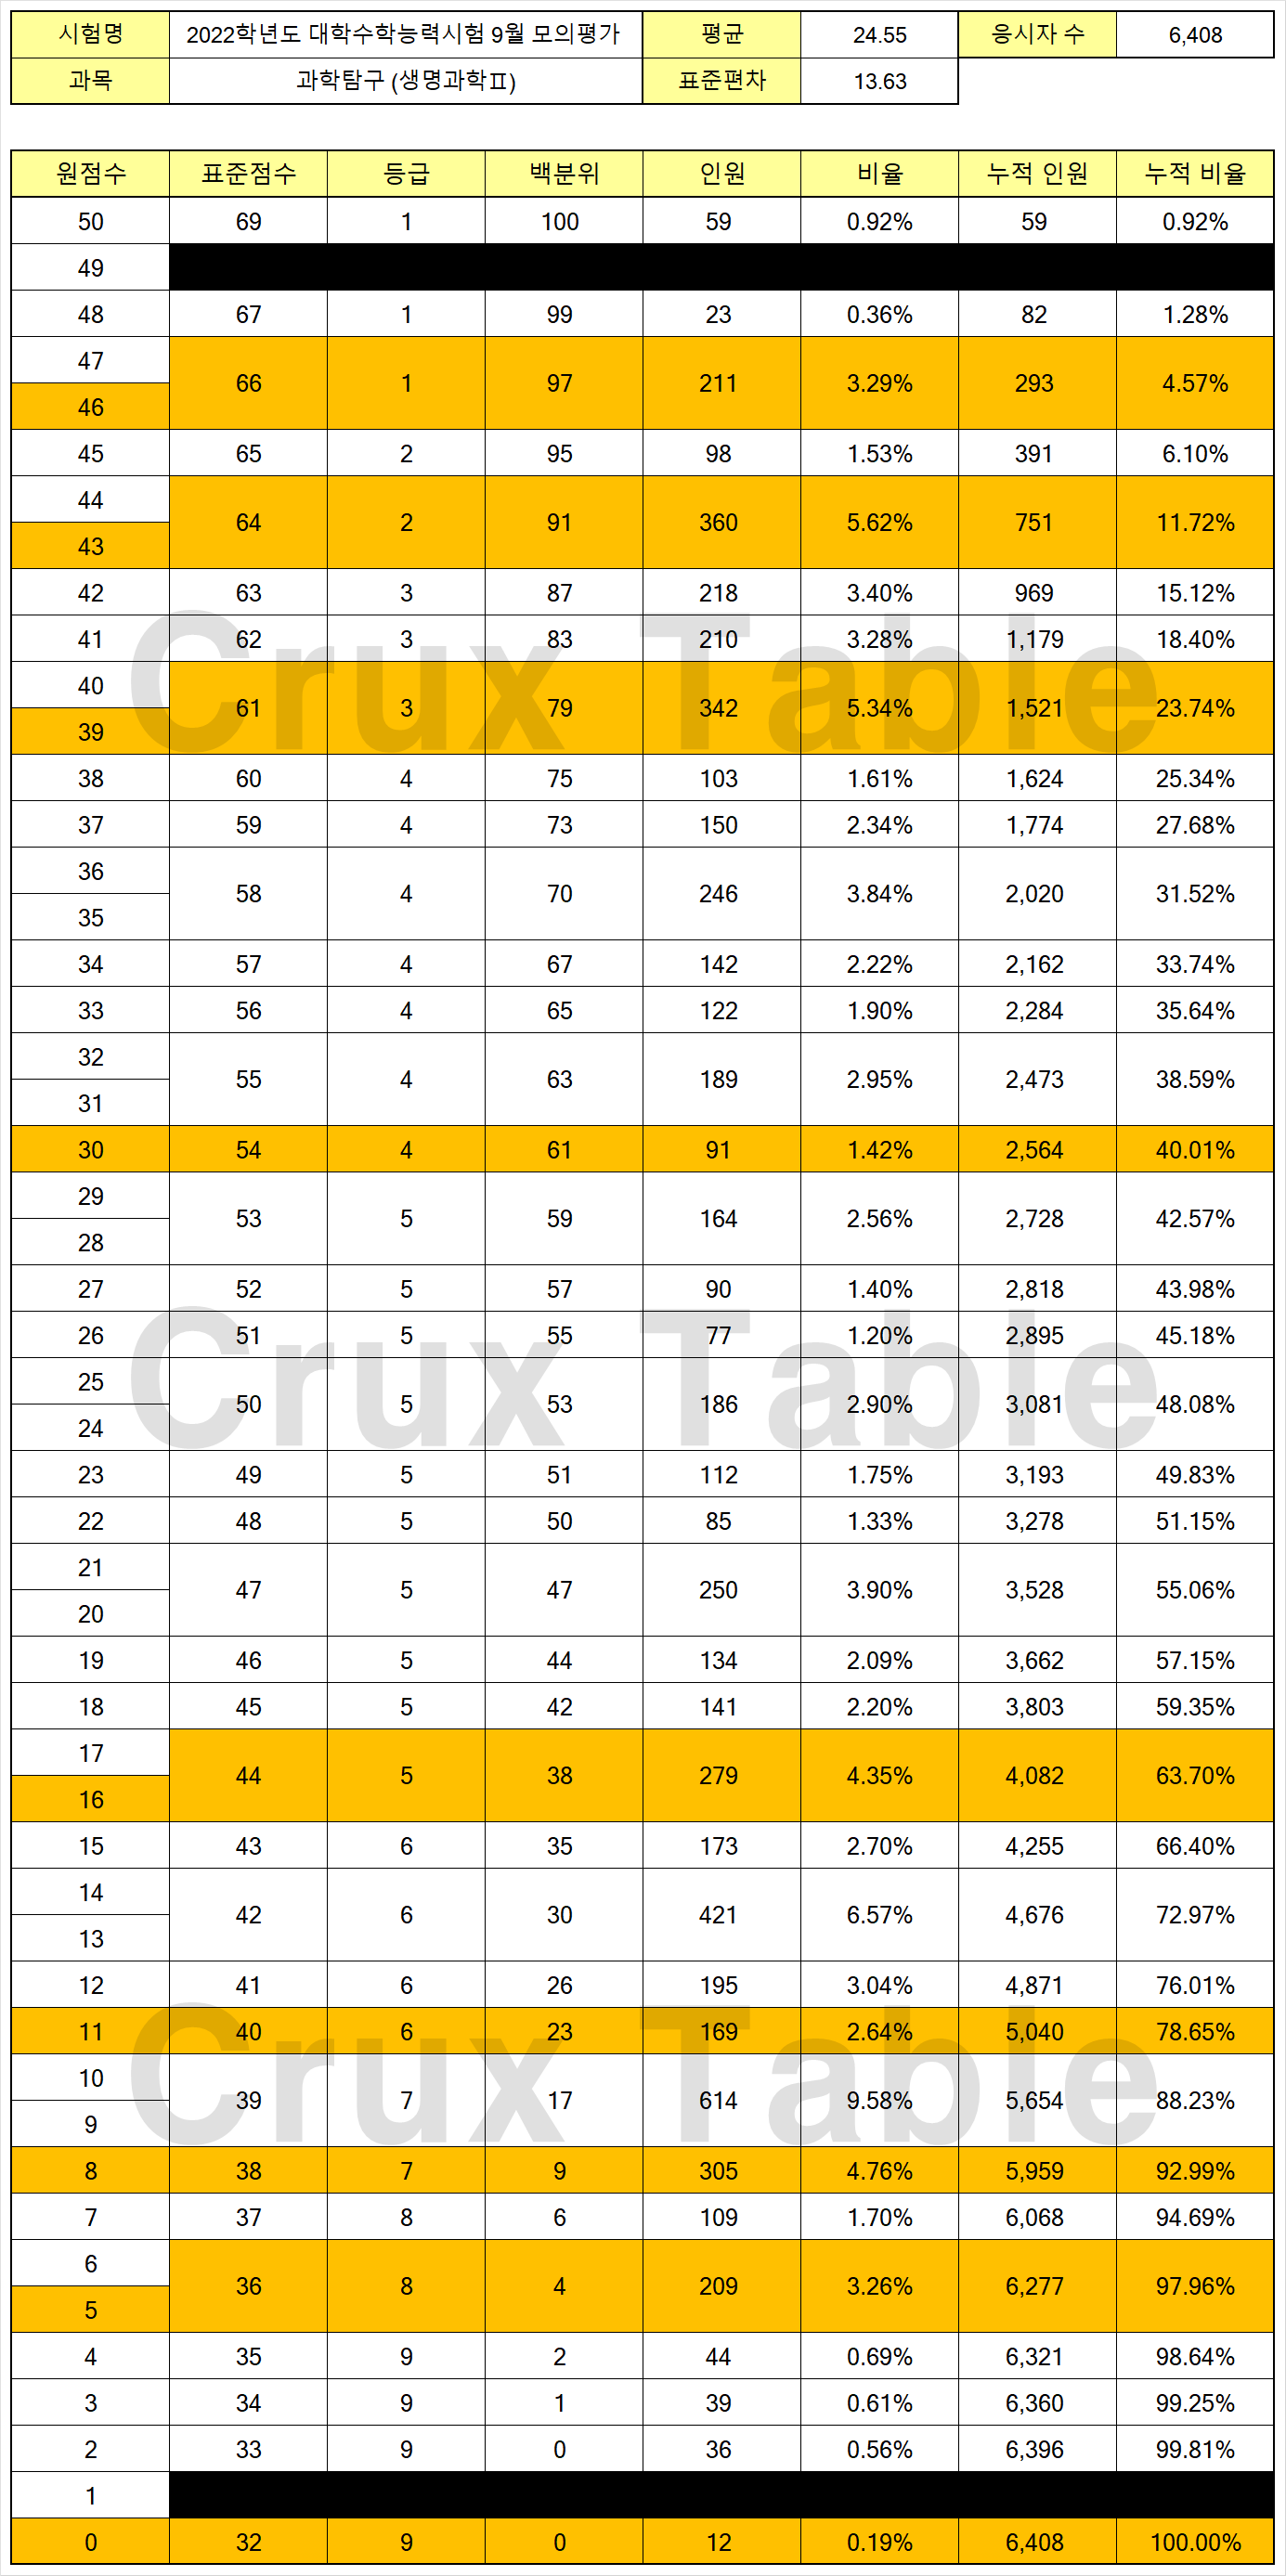 시험명 2022학년도 대학수학능력시험 9월 모의평가 평균 24.55 응시자 수 6,408
과목 과학탐구 (생명과학Ⅱ) 표준편차 13.63
원점수 표준점수 등급 백분위 인원 비율 누적 인원 누적 비율
50 69 1 100 59 0.92% 59 0.92%
49
48 67 1 99 23 0.36% 82 1.28%
47
66 1 97 211 3.29% 293 4.57%
46
45 65 2 95 98 1.53% 391 6.10%
44
64 2 91 360 5.62% 751 11.72%
43
42 63 3 87 218 3.40% 969 15.12%
41 62 3 83 210 3.28% 1,179 18.40%
Crux Table
40
61 3 79 342 5.34% 1,521 23.74%
39
38 60 4 75 103 1.61% 1,624 25.34%
37 59 4 73 150 2.34% 1,774 27.68%
36
58 4 70 246 3.84% 2,020 31.52%
35
34 57 4 67 142 2.22% 2,162 33.74%
33 56 4 65 122 1.90% 2,284 35.64%
32
55 4 63 189 2.95% 2,473 38.59%
31
30 54 4 61 91 1.42% 2,564 40.01%
29
53 5 59 164 2.56% 2,728 42.57%
28
27 52 5 57 90 1.40% 2,818 43.98%
26 51 5 55 77 1.20% 2,895 45.18%
Crux Table
25
50 5 53 186 2.90% 3,081 48.08%
24
23 49 5 51 112 1.75% 3,193 49.83%
22 48 5 50 85 1.33% 3,278 51.15%
21
47 5 47 250 3.90% 3,528 55.06%
20
19 46 5 44 134 2.09% 3,662 57.15%
18 45 5 42 141 2.20% 3,803 59.35%
17
44 5 38 279 4.35% 4,082 63.70%
16
15 43 6 35 173 2.70% 4,255 66.40%
14
42 6 30 421 6.57% 4,676 72.97%
13
12 41 6 26 195 3.04% 4,871 76.01%
11 40 6 23 169 2.64% 5,040 78.65%
Crux Table
10
39 7 17 614 9.58% 5,654 88.23%
9
8 38 7 9 305 4.76% 5,959 92.99%
7 37 8 6 109 1.70% 6,068 94.69%
6
36 8 4 209 3.26% 6,277 97.96%
5
4 35 9 2 44 0.69% 6,321 98.64%
3 34 9 1 39 0.61% 6,360 99.25%
2 33 9 0 36 0.56% 6,396 99.81%
1
0 32 9 0 12 0.19% 6,408 100.00%